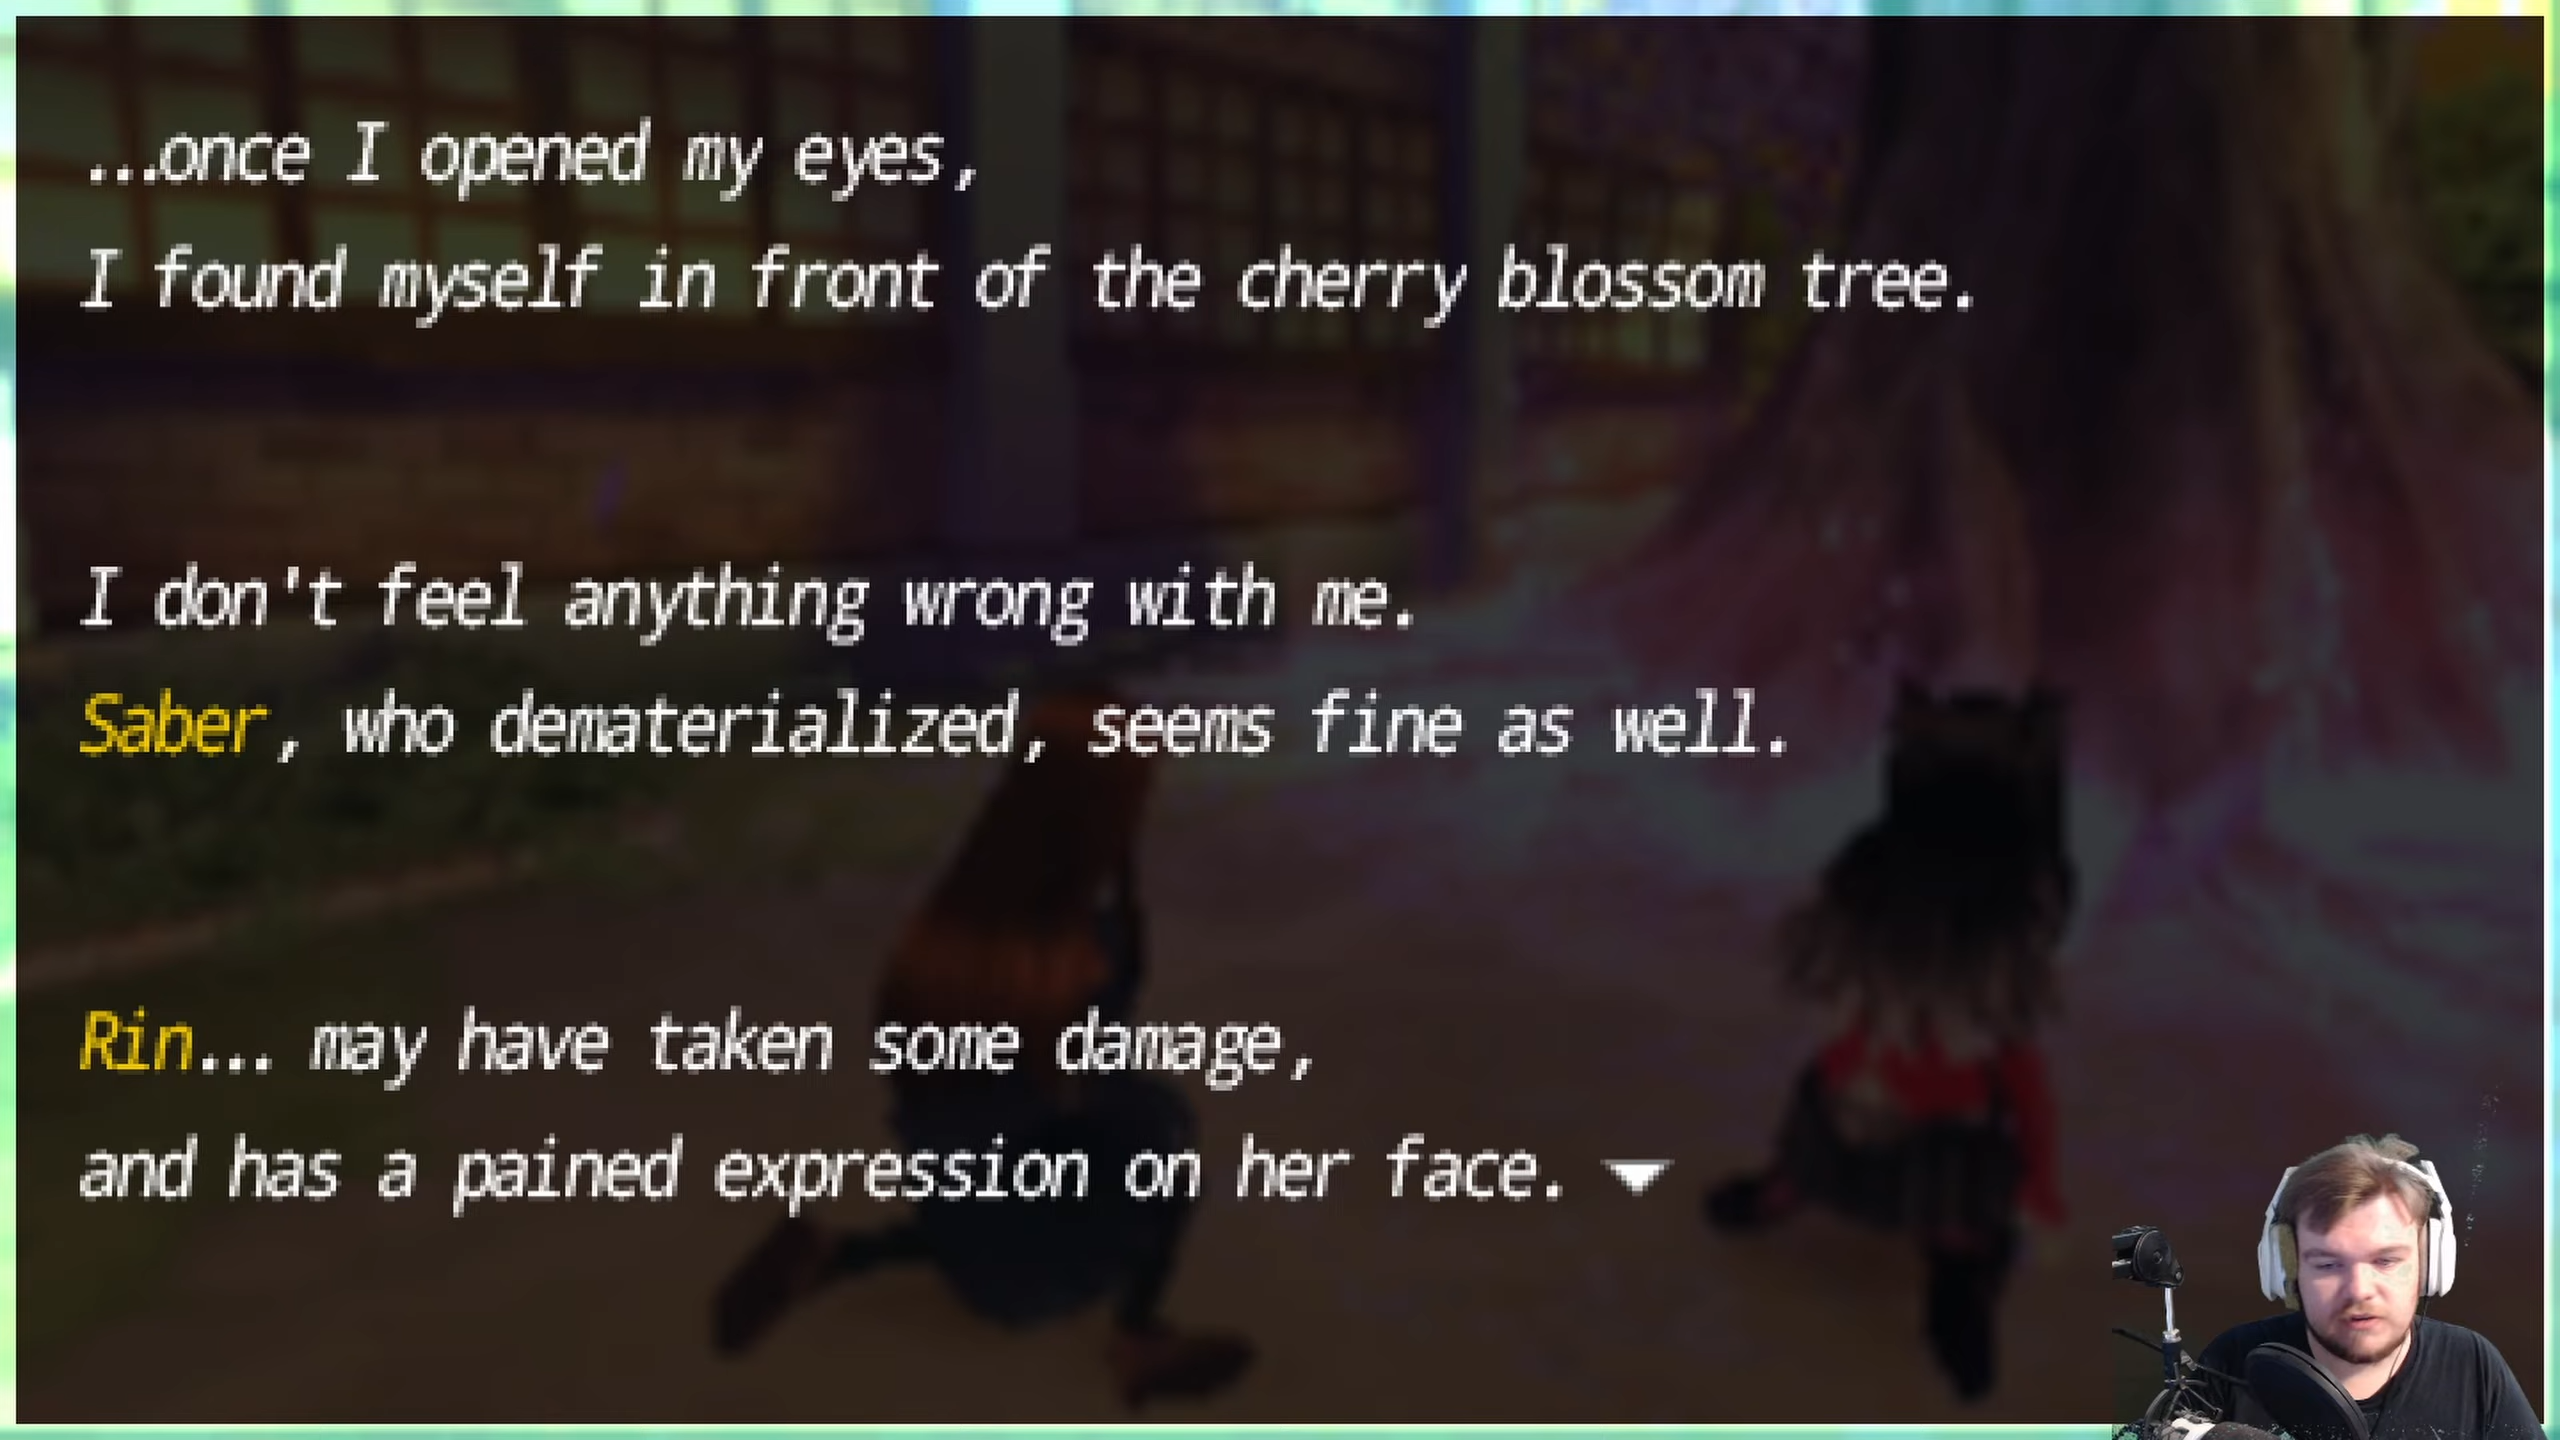 ...once I opened my eyes,
I found myself in front of the cherry blossom tree.
I don't feel anything wrong with me.
Saber, who dematerialized, seems fine as well.
Rin... may have taken some damage,
and has a pained expression on her face.